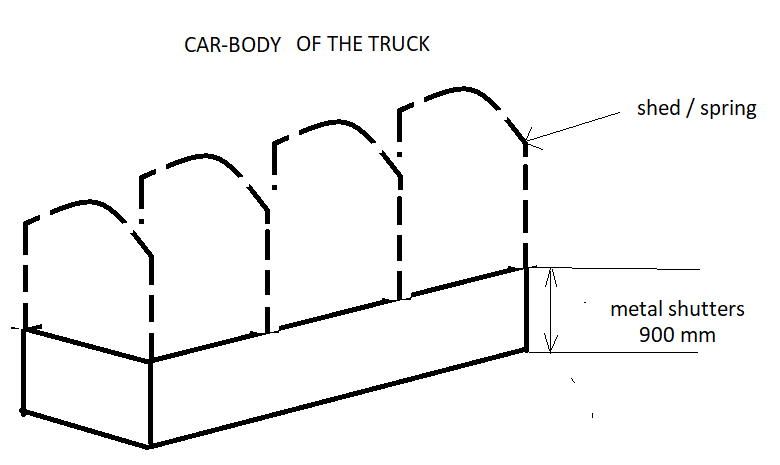 CAR-BODY OF THE TRUCK
shed / spring
metal shutters
900 mm